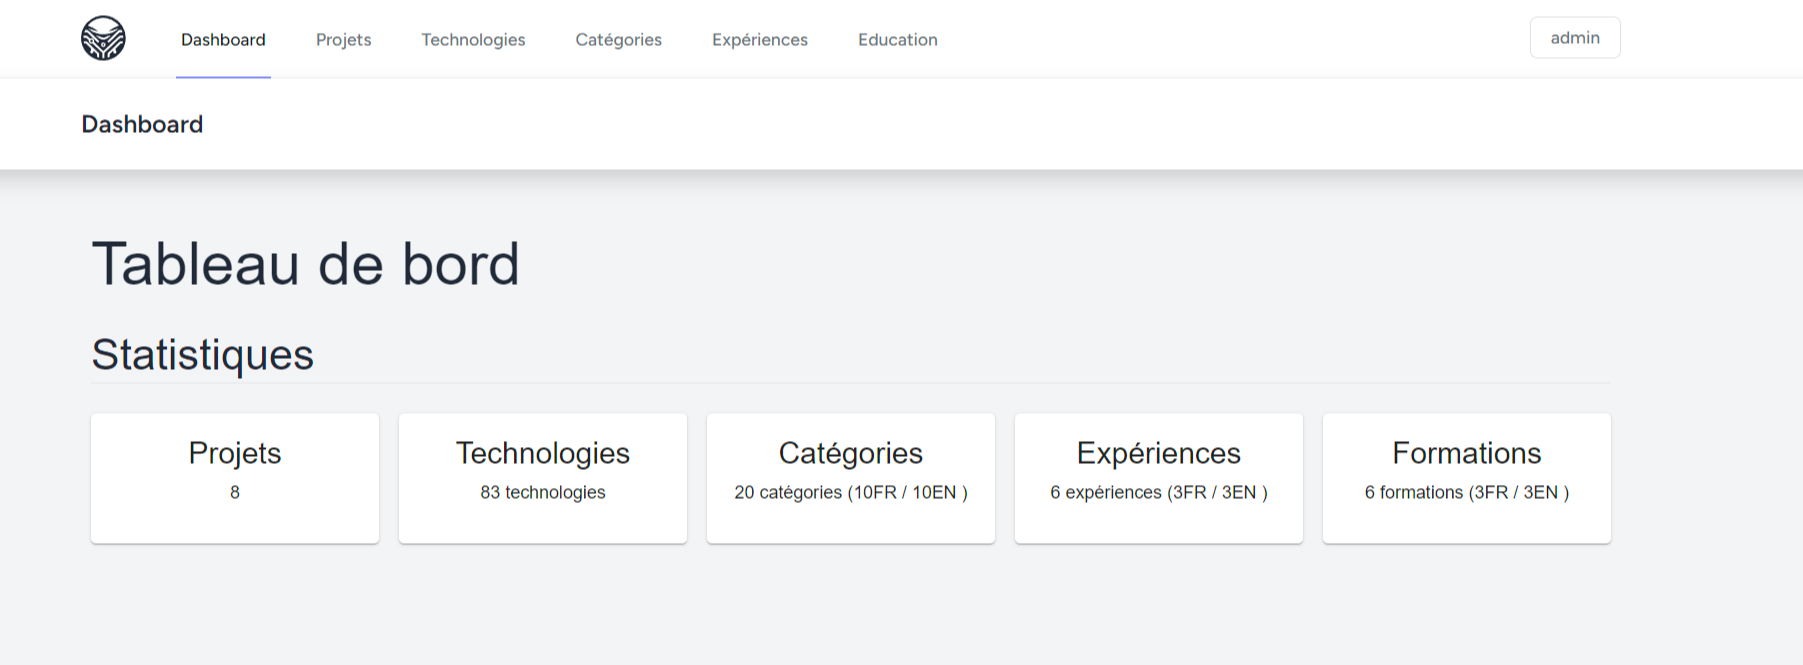 Dashboard Projets Technologies Catégories Expériences Education admin
Dashboard
Tableau de bord
Statistiques
Projets
8
Technologies
83 technologies
Catégories
20 catégories (10FR / 10EN )
Expériences
6 expériences (3FR / 3EN )
Formations
6 formations (3FR / 3EN )